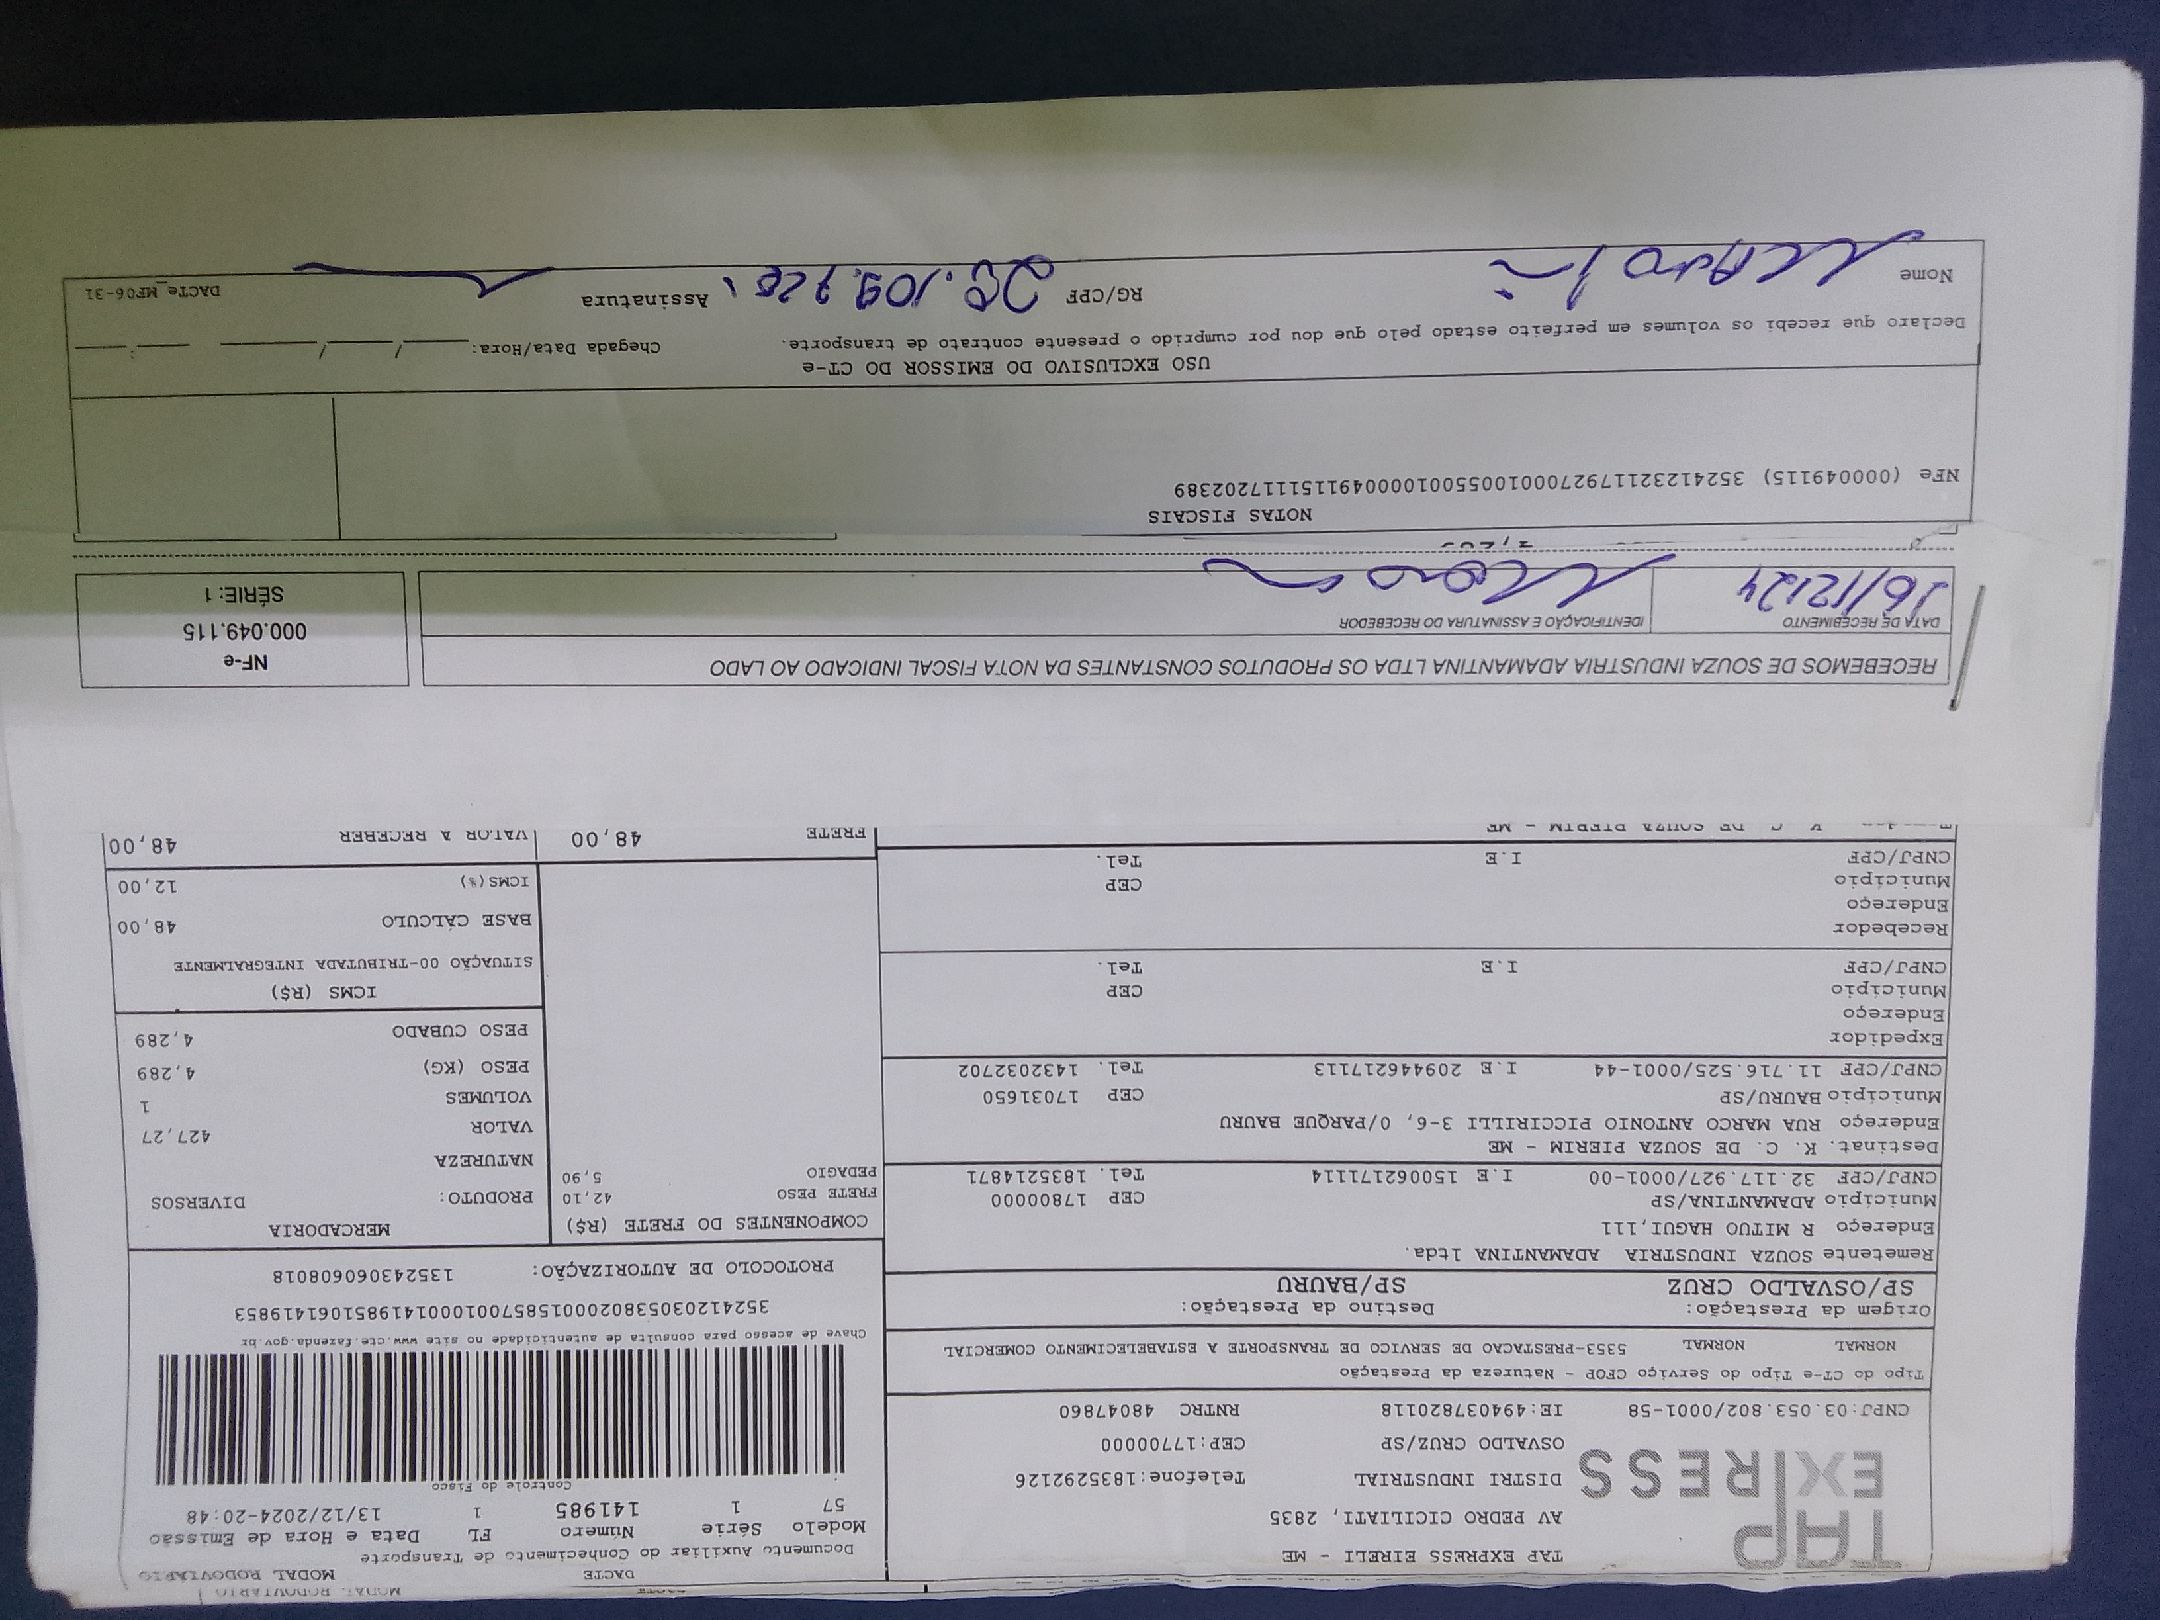 DACTE MODAL RODOVIÁRIO
Documento Auxiliar do Conhecimento de Transporte
Modelo Série Número FL Data e Hora de Emissão
57 1 141985 1 13/12/2024-20:48
Controle do Fisco
Chave de acesso para consulta de autenticidade no site www.cte.fazenda.gov.br
35241203053802000158570010001419851061419853
PROTOCOLO DE AUTORIZAÇÃO: 135243060608018
TAP
EXPRESS
TAP EXPRESS EIRELI - ME
AV PEDRO CICILIATI, 2835
DISTRI INDUSTRIAL Telefone:1835292126
OSVALDO CRUZ/SP CEP:17700000
CNPJ:03.053.802/0001-58 IE:494037820118 RNTRC 48047860
Tipo do CT-e Tipo do Serviço CFOP - Natureza da Prestação
NORMAL NORMAL 5353-PRESTACAO DE SERVICO DE TRANSPORTE A ESTABELECIMENTO COMERCIAL
Origem da Prestação: Destino da Prestação:
SP/OSVALDO CRUZ SP/BAURU
Remetente SOUZA INDUSTRIA ADAMANTINA ltda.
Endereço R MITUO HAGUI,111
Município ADAMANTINA/SP CEP 17800000
CNPJ/CPF 32.117.927/0001-00 I.E 150062171114 Tel. 1835214871
Destinat. K. C. DE SOUZA PIERIM - ME
Endereço RUA MARCO ANTONIO PICCIRILLI 3-6, 0/PARQUE BAURU
Município BAURU/SP CEP 17031650
CNPJ/CPF 11.716.525/0001-44 I.E 209446217113 Tel. 1432032702
Expedidor
Endereço
Município CEP
CNPJ/CPF I.E Tel.
Recebedor
Endereço
Município CEP
CNPJ/CPF I.E Tel.
K. C. DE SOUZA PIERIM - ME
COMPONENTES DO FRETE (R$)
FRETE PESO 42,10
PEDAGIO 5,90
FRETE 48,00
MERCADORIA
PRODUTO: DIVERSOS
NATUREZA
VALOR 427,27
VOLUMES 1
PESO (KG) 4,289
PESO CUBADO 4,289
ICMS (R$)
SITUAÇÃO 00-TRIBUTADA INTEGRALMENTE
BASE CÁLCULO 48,00
ICMS(%) 12,00
VALOR A RECEBER 48,00
RECEBEMOS DE SOUZA INDUSTRIA ADAMANTINA LTDA OS PRODUTOS CONSTANTES DA NOTA FISCAL INDICADO AO LADO
DATA DE RECEBIMENTO IDENTIFICAÇÃO E ASSINATURA DO RECEBEDOR
16/12/24
NF-e
000.049.115
SÉRIE: 1
NOTAS FISCAIS
NFe (000049115) 35241232117927000100550010000491151117202389
USO EXCLUSIVO DO EMISSOR DO CT-e
Declaro que recebi os volumes em perfeito estado pelo que dou por cumprido o presente contrato de transporte. Chegada Data/Hora: ____/____/____ __:__
Nome RG/CPF Assinatura
DACTe_MF06-31